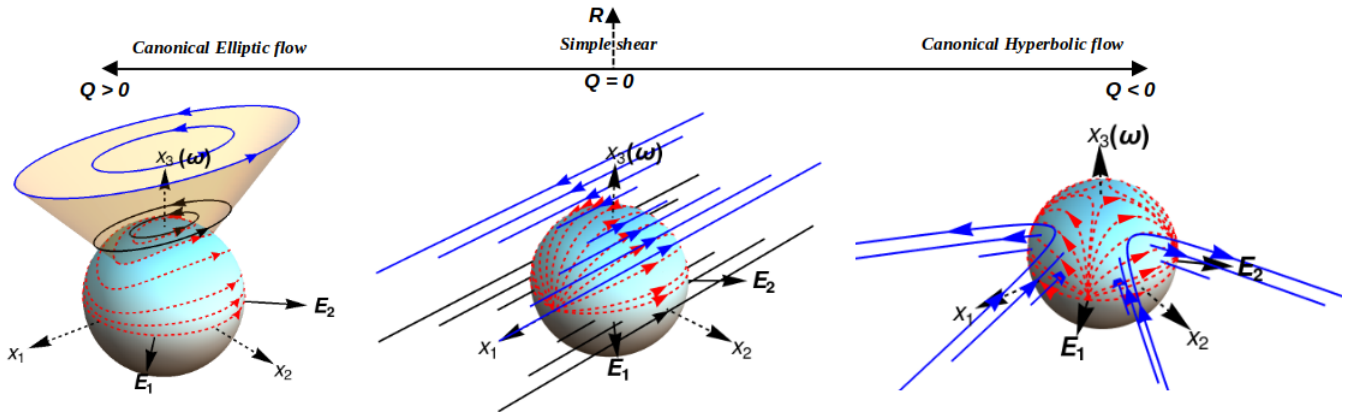 R
Canonical Elliptic flow
Simple shear
Canonical Hyperbolic flow
Q > 0
Q = 0
Q < 0
x₃(ω)
E₂
x₁
E₁
x₂
x₃(ω)
E₂
x₁
E₁
x₂
x₃(ω)
E₂
x₁
E₁
x₂